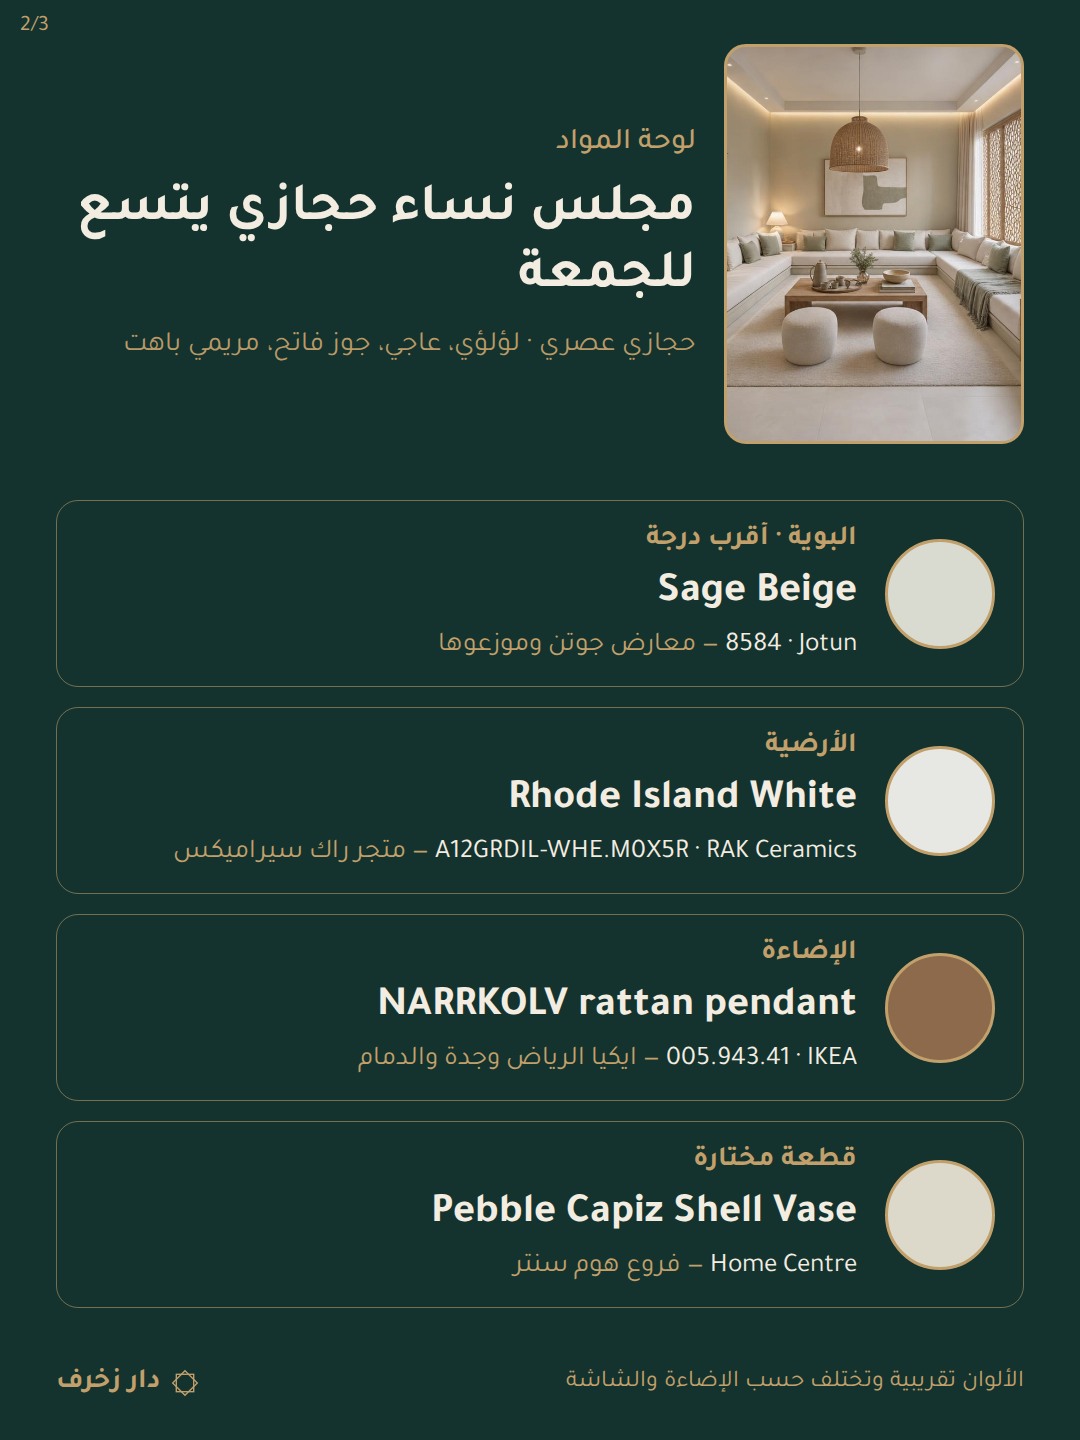 2/3
لوحة المواد
مجلس نساء حجازي يتسع
للجمعة
حجازي عصري · لؤلؤي، عاجي، جوز فاتح، مريمي باهت
البوية · أقرب درجة
Sage Beige
8584 · Jotun – معارض جوتن وموزعوها
الأرضية
Rhode Island White
A12GRDIL-WHE.M0X5R · RAK Ceramics – متجر راك سيراميكس
الإضاءة
NARRKOLV rattan pendant
005.943.41 · IKEA – ايكيا الرياض وجدة والدمام
قطعة مختارة
Pebble Capiz Shell Vase
Home Centre – فروع هوم سنتر
الألوان تقريبية وتختلف حسب الإضاءة والشاشة
دار زخرف